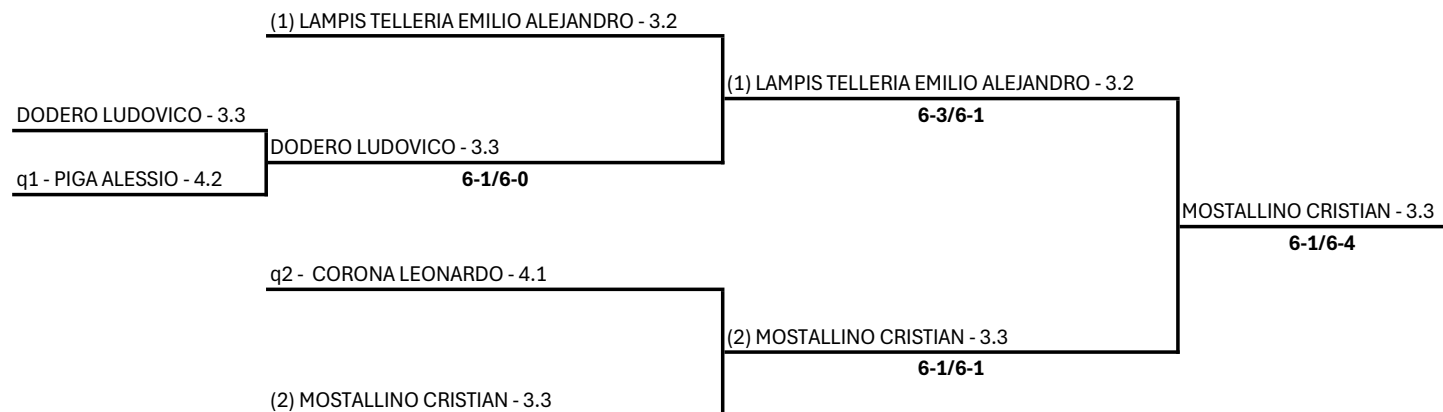 (1) LAMPIS TELLERIA EMILIO ALEJANDRO - 3.2
(1) LAMPIS TELLERIA EMILIO ALEJANDRO - 3.2
6-3/6-1
DODERO LUDOVICO - 3.3
DODERO LUDOVICO - 3.3
6-1/6-0
q1 - PIGA ALESSIO - 4.2
MOSTALLINO CRISTIAN - 3.3
6-1/6-4
q2 - CORONA LEONARDO - 4.1
(2) MOSTALLINO CRISTIAN - 3.3
6-1/6-1
(2) MOSTALLINO CRISTIAN - 3.3